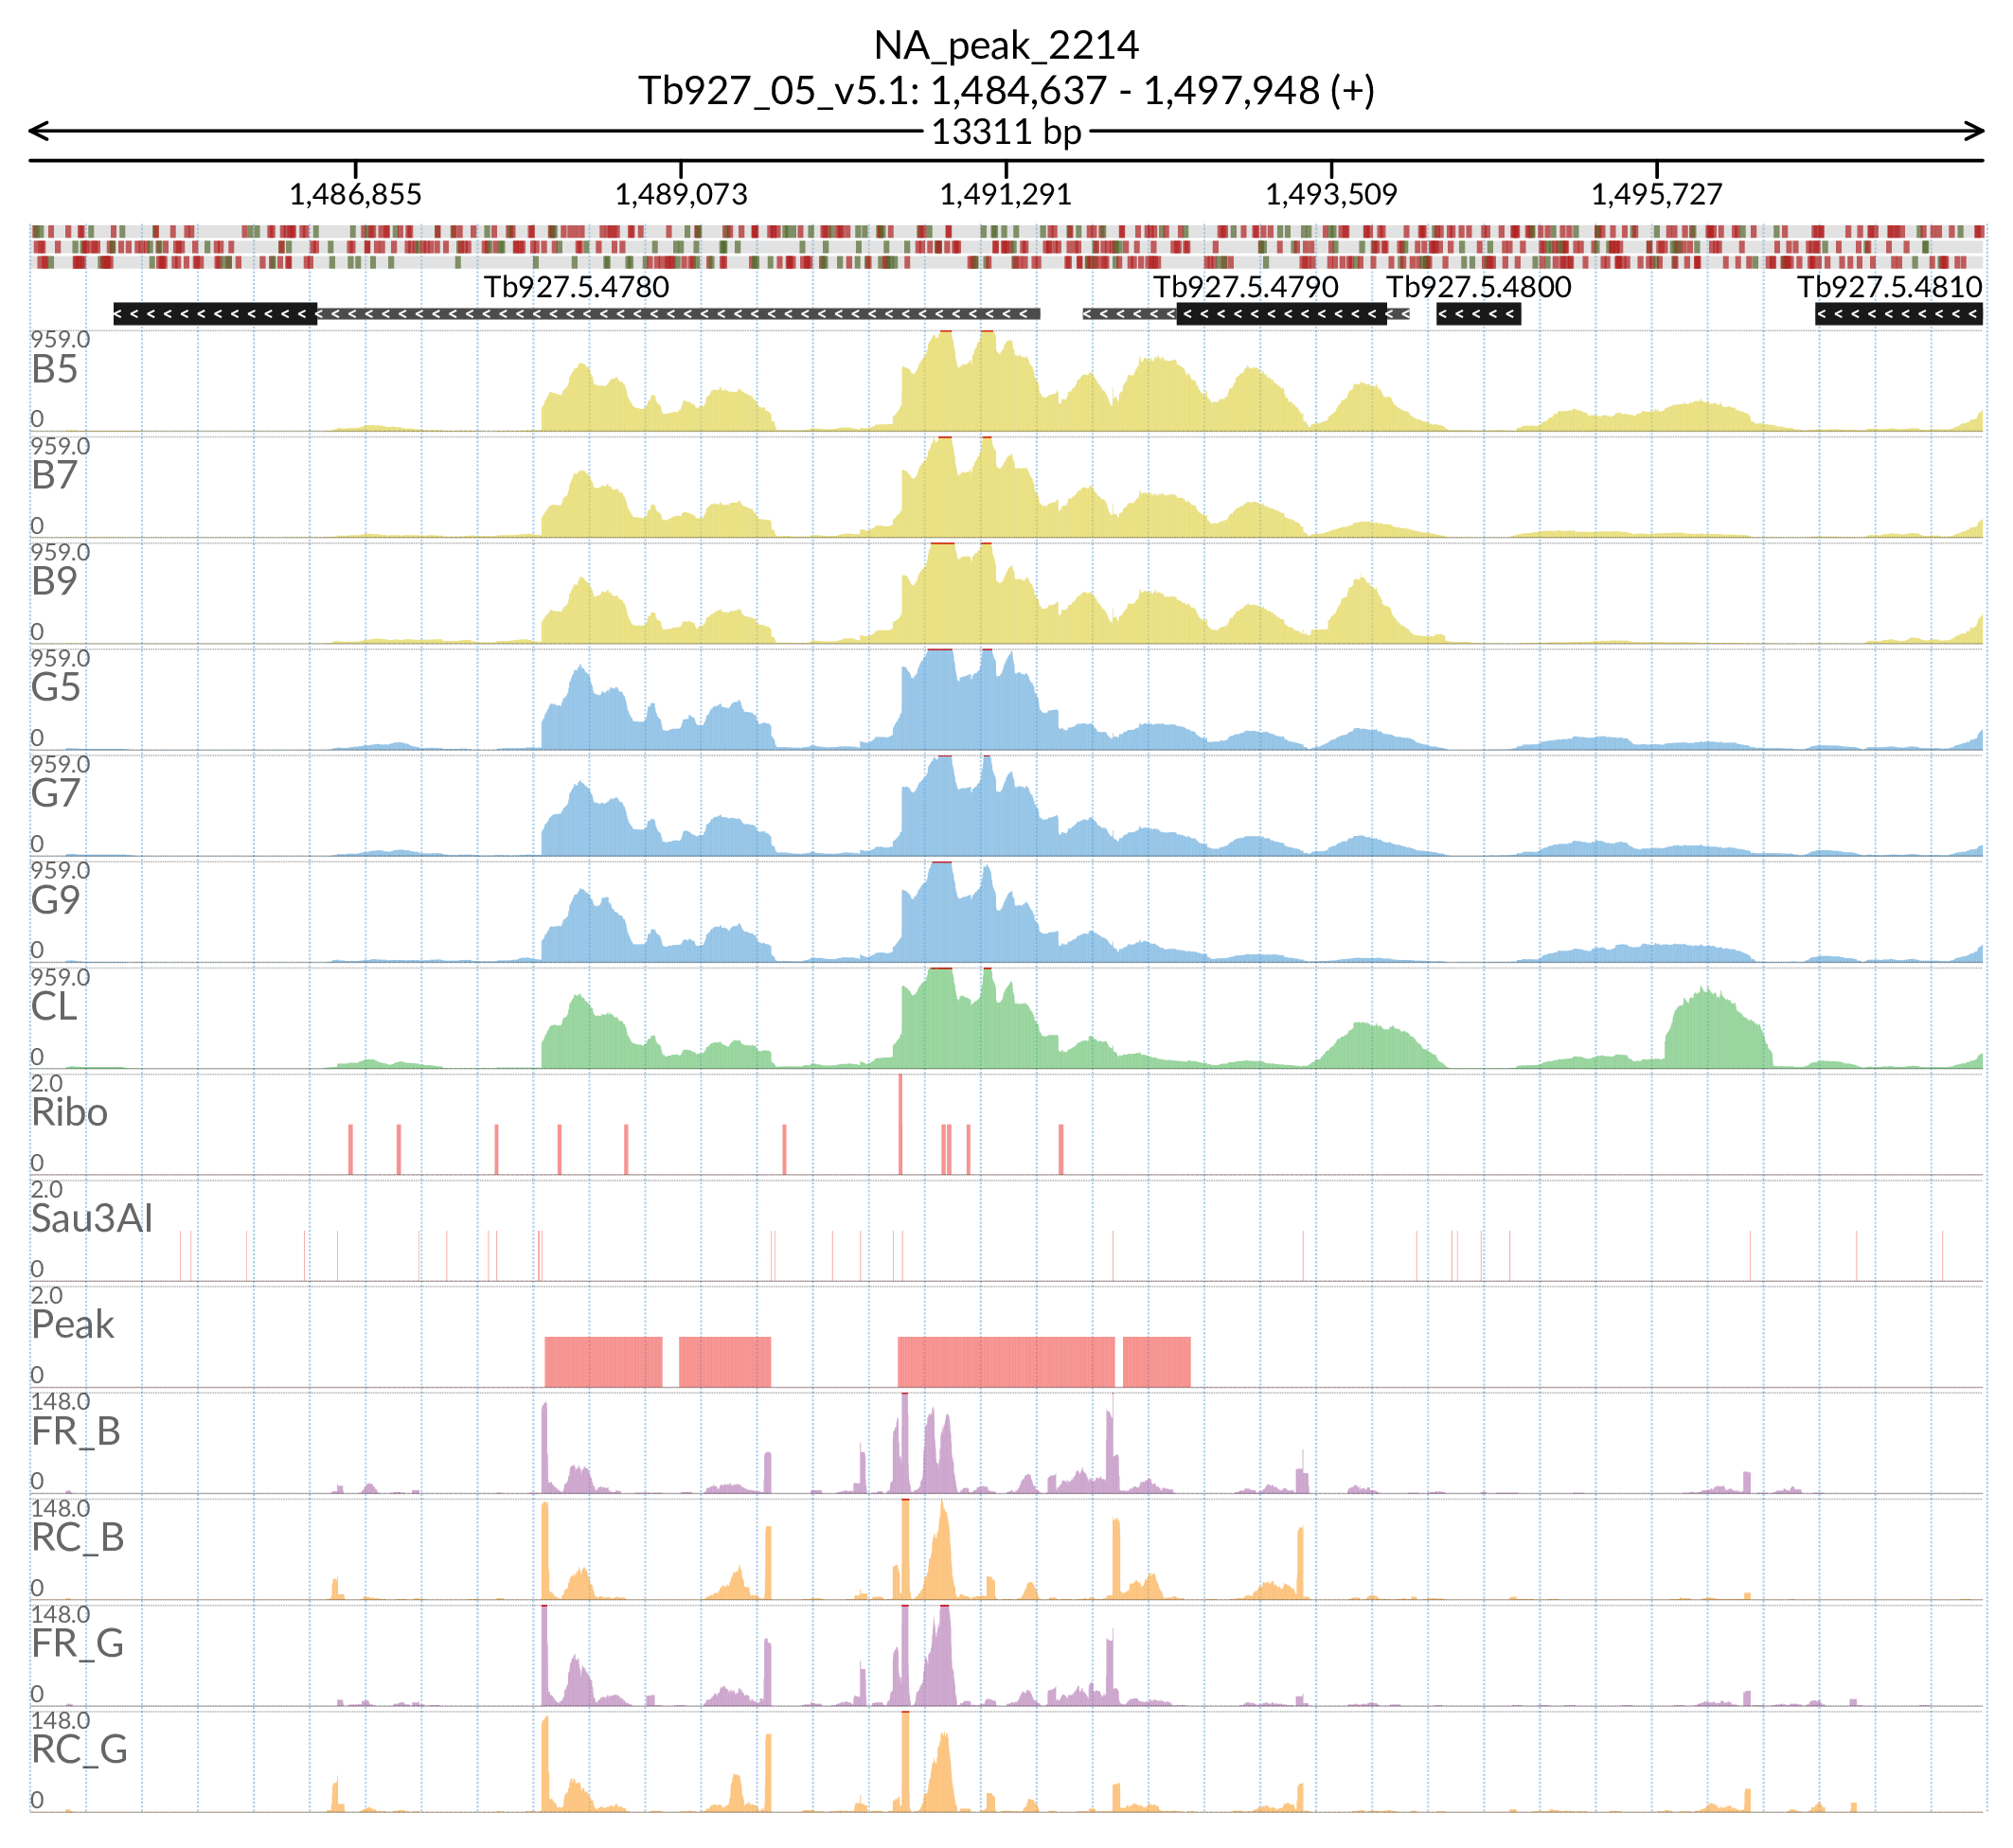 NA_peak_2214
Tb927_05_v5.1: 1,484,637 - 1,497,948 (+)
13311 bp
1,486,855 1,489,073 1,491,291 1,493,509 1,495,727
Tb927.5.4780 Tb927.5.4790 Tb927.5.4800 Tb927.5.4810
959.0
B5
0
959.0
B7
0
959.0
B9
0
959.0
G5
0
959.0
G7
0
959.0
G9
0
959.0
CL
0
2.0
Ribo
0
2.0
Sau3AI
0
2.0
Peak
0
148.0
FR_B
0
148.0
RC_B
0
148.0
FR_G
0
148.0
RC_G
0